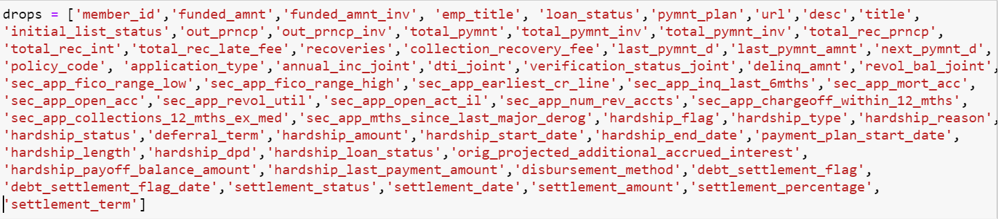 drops = ['member_id','funded_amnt','funded_amnt_inv', 'emp_title', 'loan_status','pymnt_plan','url','desc','title',
'initial_list_status','out_prncp','out_prncp_inv','total_pymnt','total_pymnt_inv','total_pymnt_inv','total_rec_prncp',
'total_rec_int','total_rec_late_fee','recoveries','collection_recovery_fee','last_pymnt_d','last_pymnt_amnt','next_pymnt_d',
'policy_code', 'application_type','annual_inc_joint','dti_joint','verification_status_joint','delinq_amnt','revol_bal_joint',
'sec_app_fico_range_low','sec_app_fico_range_high','sec_app_earliest_cr_line','sec_app_inq_last_6mths','sec_app_mort_acc',
'sec_app_open_acc','sec_app_revol_util','sec_app_open_act_il','sec_app_num_rev_accts','sec_app_chargeoff_within_12_mths',
'sec_app_collections_12_mths_ex_med','sec_app_mths_since_last_major_derog','hardship_flag','hardship_type','hardship_reason',
'hardship_status','deferral_term','hardship_amount','hardship_start_date','hardship_end_date','payment_plan_start_date',
'hardship_length','hardship_dpd','hardship_loan_status','orig_projected_additional_accrued_interest',
'hardship_payoff_balance_amount','hardship_last_payment_amount','disbursement_method','debt_settlement_flag',
'debt_settlement_flag_date','settlement_status','settlement_date','settlement_amount','settlement_percentage',
'settlement_term']